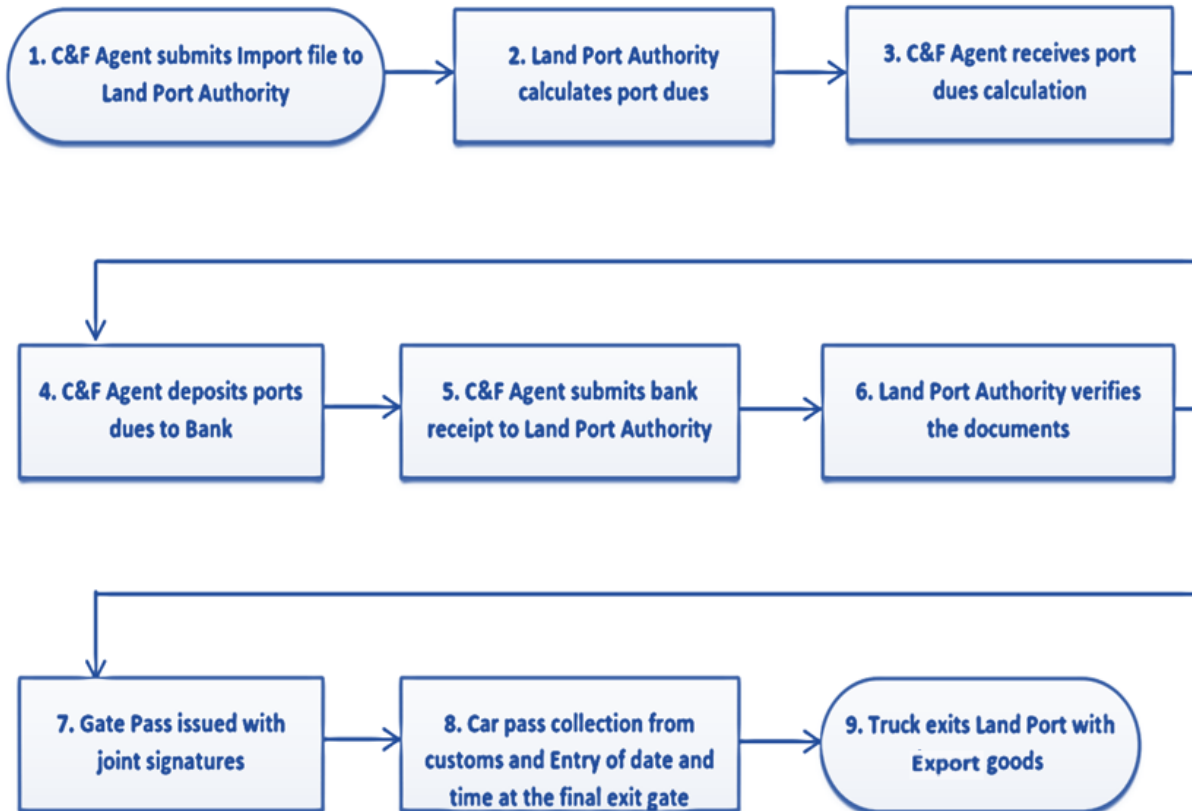 1. C&F Agent submits Import file to
Land Port Authority
2. Land Port Authority
calculates port dues
3. C&F Agent receives port
dues calculation
4. C&F Agent deposits ports
dues to Bank
5. C&F Agent submits bank
receipt to Land Port Authority
6. Land Port Authority verifies
the documents
7. Gate Pass issued with
joint signatures
8. Car pass collection from
customs and Entry of date and
time at the final exit gate
9. Truck exits Land Port with
Export goods